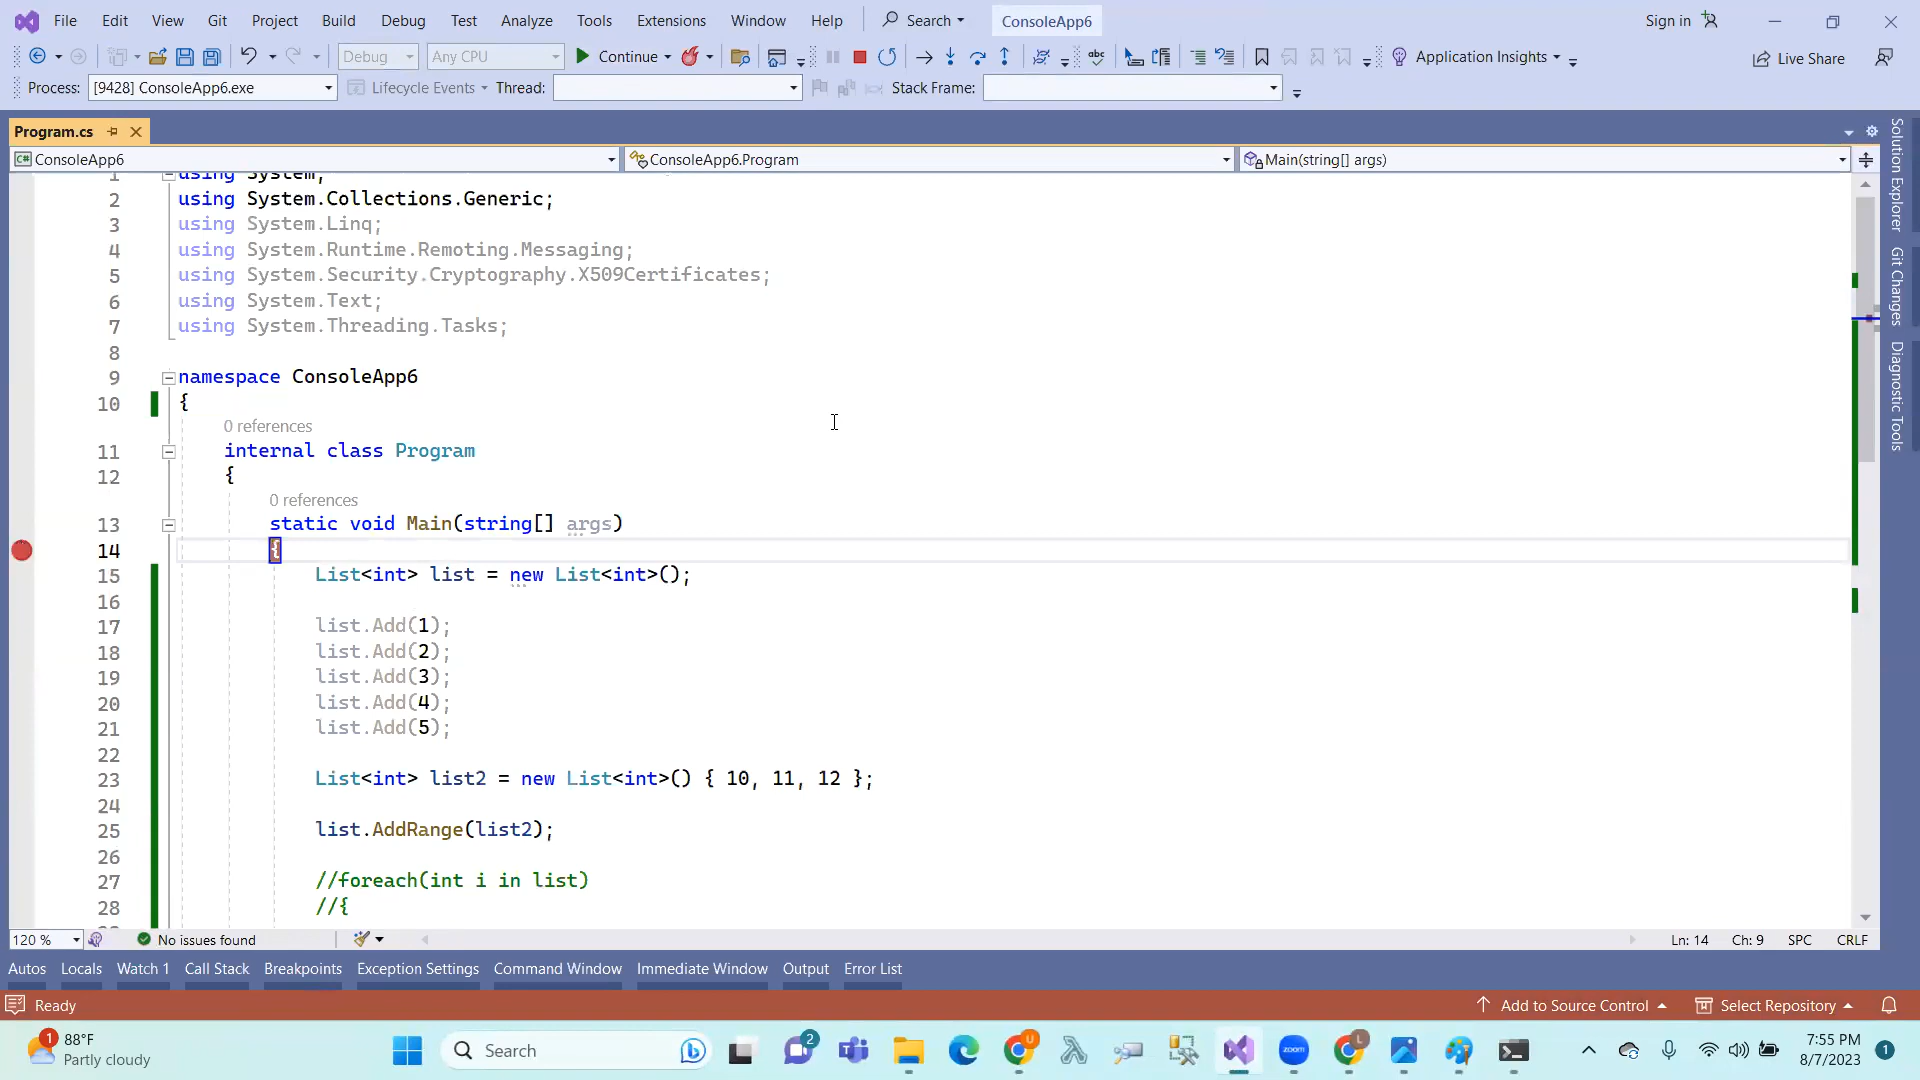 File Edit View Git Project Build Debug Test Analyze Tools Extensions Window Help Search ConsoleApp6 Sign in
Debug Any CPU Continue abc Application Insights Live Share
Process: [9428] ConsoleApp6.exe Lifecycle Events Thread: Stack Frame:
Program.cs
C# ConsoleApp6 ConsoleApp6.Program Main(string[] args)
1 using System;
2 using System.Collections.Generic;
3 using System.Linq;
4 using System.Runtime.Remoting.Messaging;
5 using System.Security.Cryptography.X509Certificates;
6 using System.Text;
7 using System.Threading.Tasks;
8
9 namespace ConsoleApp6
10 {
0 references
11 internal class Program
12 {
0 references
13 static void Main(string[] args)
14 {
15 List<int> list = new List<int>();
16
17 list.Add(1);
18 list.Add(2);
19 list.Add(3);
20 list.Add(4);
21 list.Add(5);
22
23 List<int> list2 = new List<int>() { 10, 11, 12 };
24
25 list.AddRange(list2);
26
27 //foreach(int i in list)
28 //{
Solution Explorer
Git Changes
Diagnostic Tools
120 % No issues found Ln: 14 Ch: 9 SPC CRLF
Autos Locals Watch 1 Call Stack Breakpoints Exception Settings Command Window Immediate Window Output Error List
Ready Add to Source Control Select Repository
1 88°F
Partly cloudy
Search 2 U zoom L
7:55 PM
8/7/2023 1